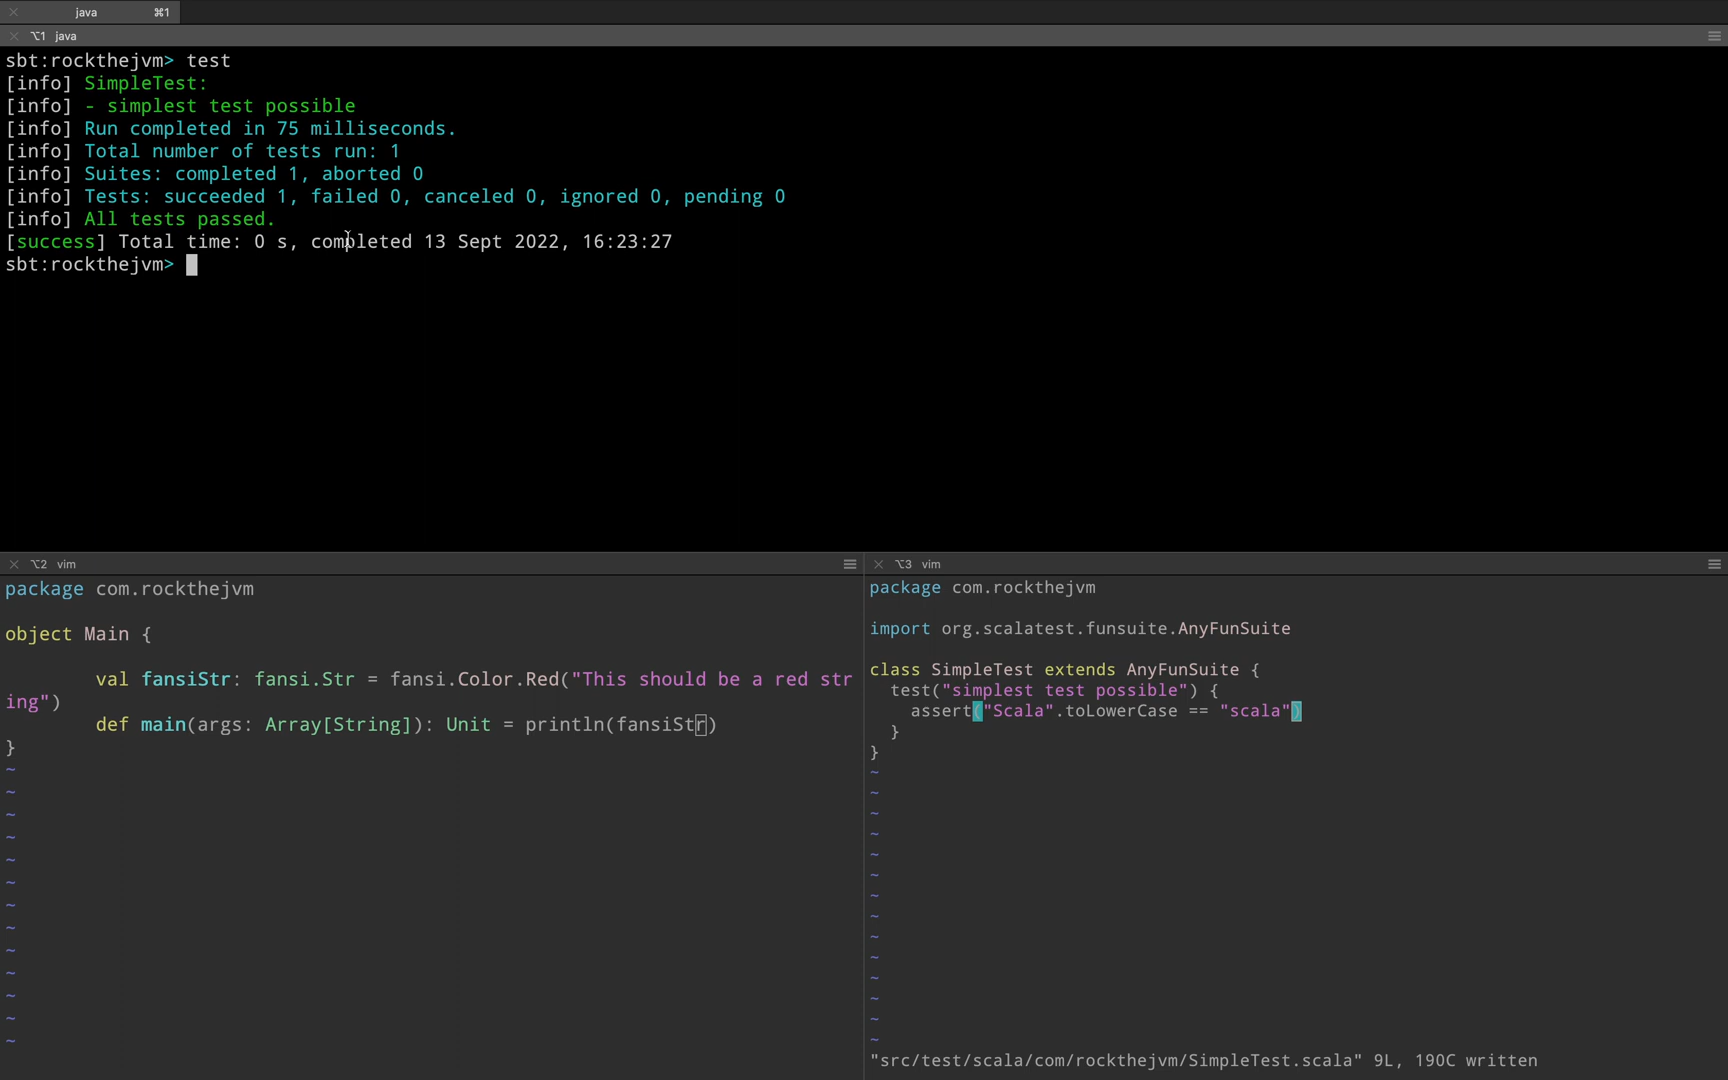 java ⌘1
⌥1 java
sbt:rockthejvm> test
[info] SimpleTest:
[info] - simplest test possible
[info] Run completed in 75 milliseconds.
[info] Total number of tests run: 1
[info] Suites: completed 1, aborted 0
[info] Tests: succeeded 1, failed 0, canceled 0, ignored 0, pending 0
[info] All tests passed.
[success] Total time: 0 s, completed 13 Sept 2022, 16:23:27
sbt:rockthejvm>
⌥2 vim
package com.rockthejvm
object Main {
val fansiStr: fansi.Str = fansi.Color.Red("This should be a red str
ing")
def main(args: Array[String]): Unit = println(fansiStr)
}
~
~
~
~
~
~
~
~
~
~
~
~
~
⌥3 vim
package com.rockthejvm
import org.scalatest.funsuite.AnyFunSuite
class SimpleTest extends AnyFunSuite {
test("simplest test possible") {
assert("Scala".toLowerCase == "scala")
}
}
~
~
~
~
~
~
~
~
~
~
~
~
~
~
"src/test/scala/com/rockthejvm/SimpleTest.scala" 9L, 190C written